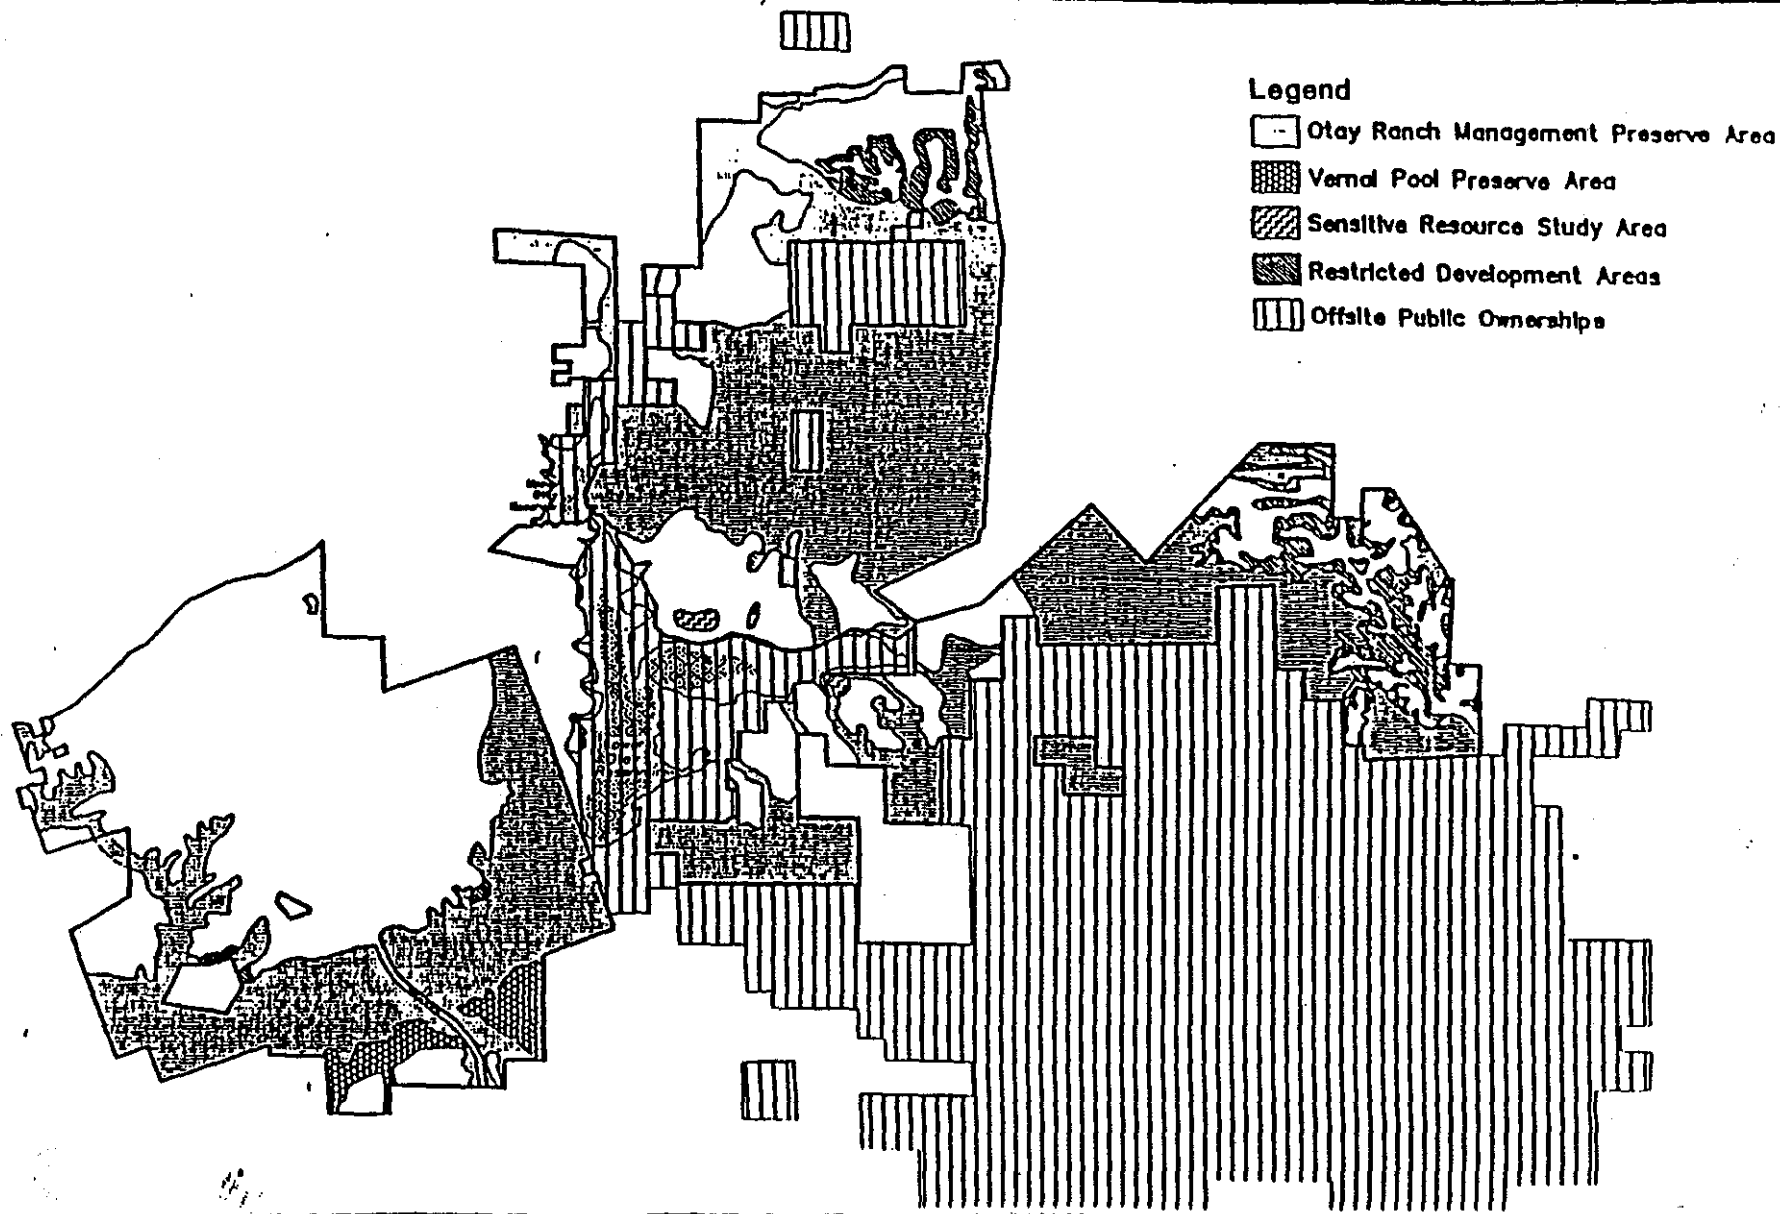 Legend
Otay Ranch Management Preserve Area
Vernal Pool Preserve Area
Sensitive Resource Study Area
Restricted Development Areas
Offsite Public Ownerships